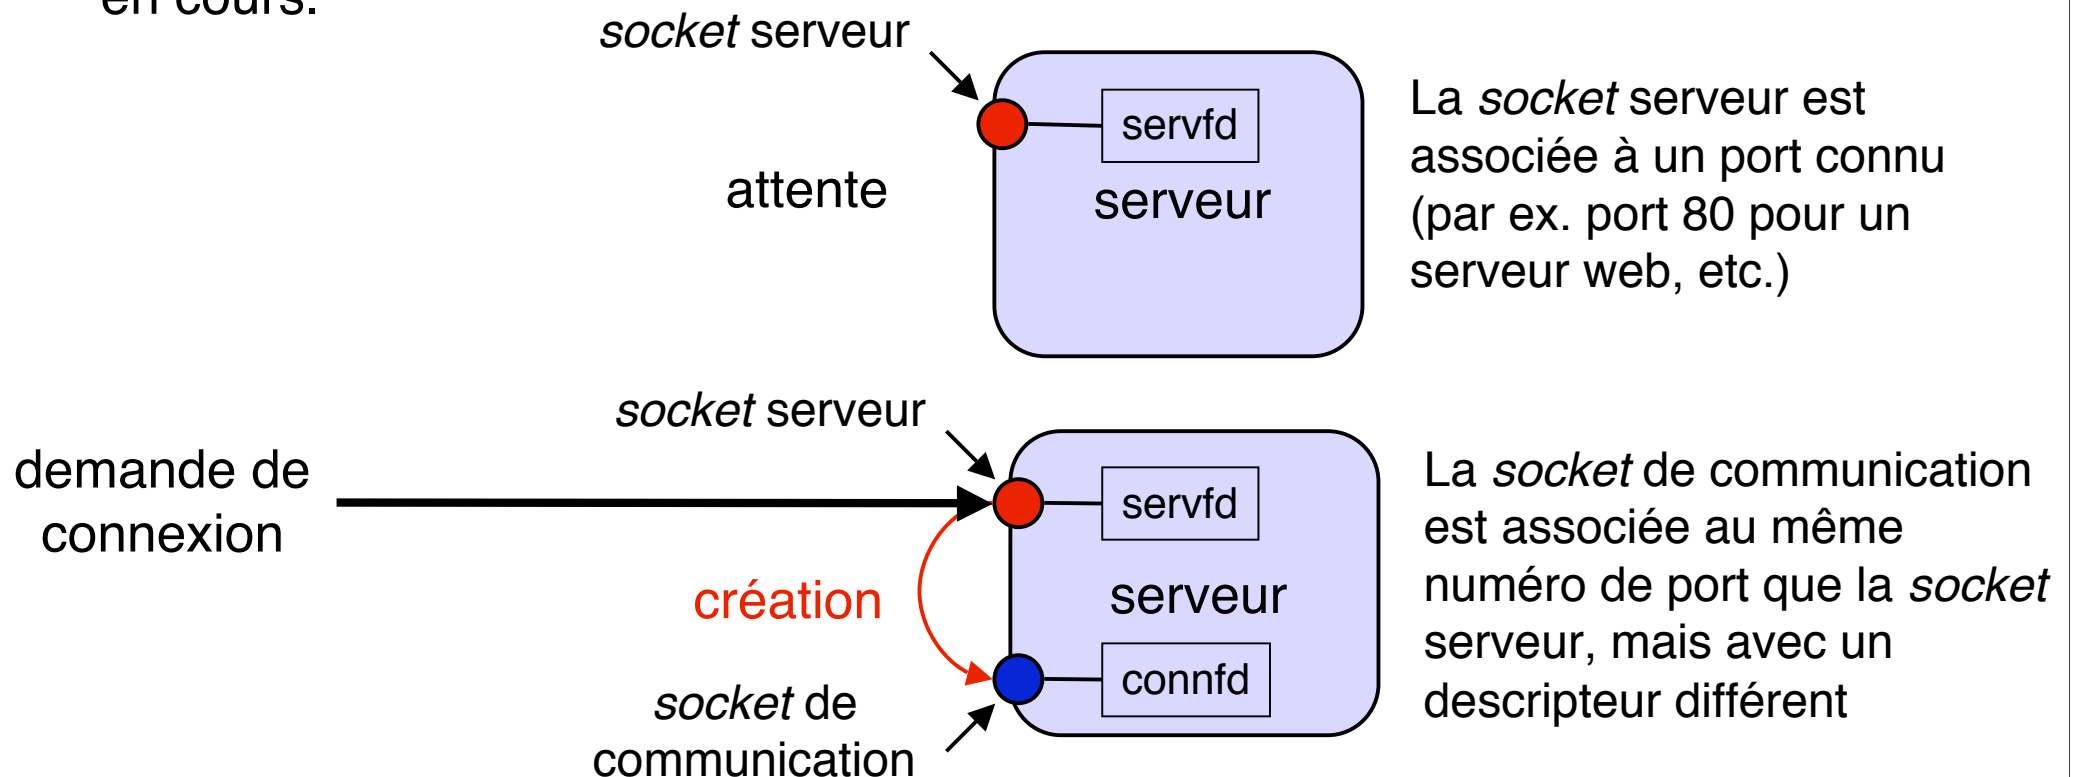 en cours.
socket serveur
servfd
serveur
attente
La socket serveur est
associée à un port connu
(par ex. port 80 pour un
serveur web, etc.)
socket serveur
demande de
connexion
servfd
serveur
création
connfd
socket de
communication
La socket de communication
est associée au même
numéro de port que la socket
serveur, mais avec un
descripteur différent